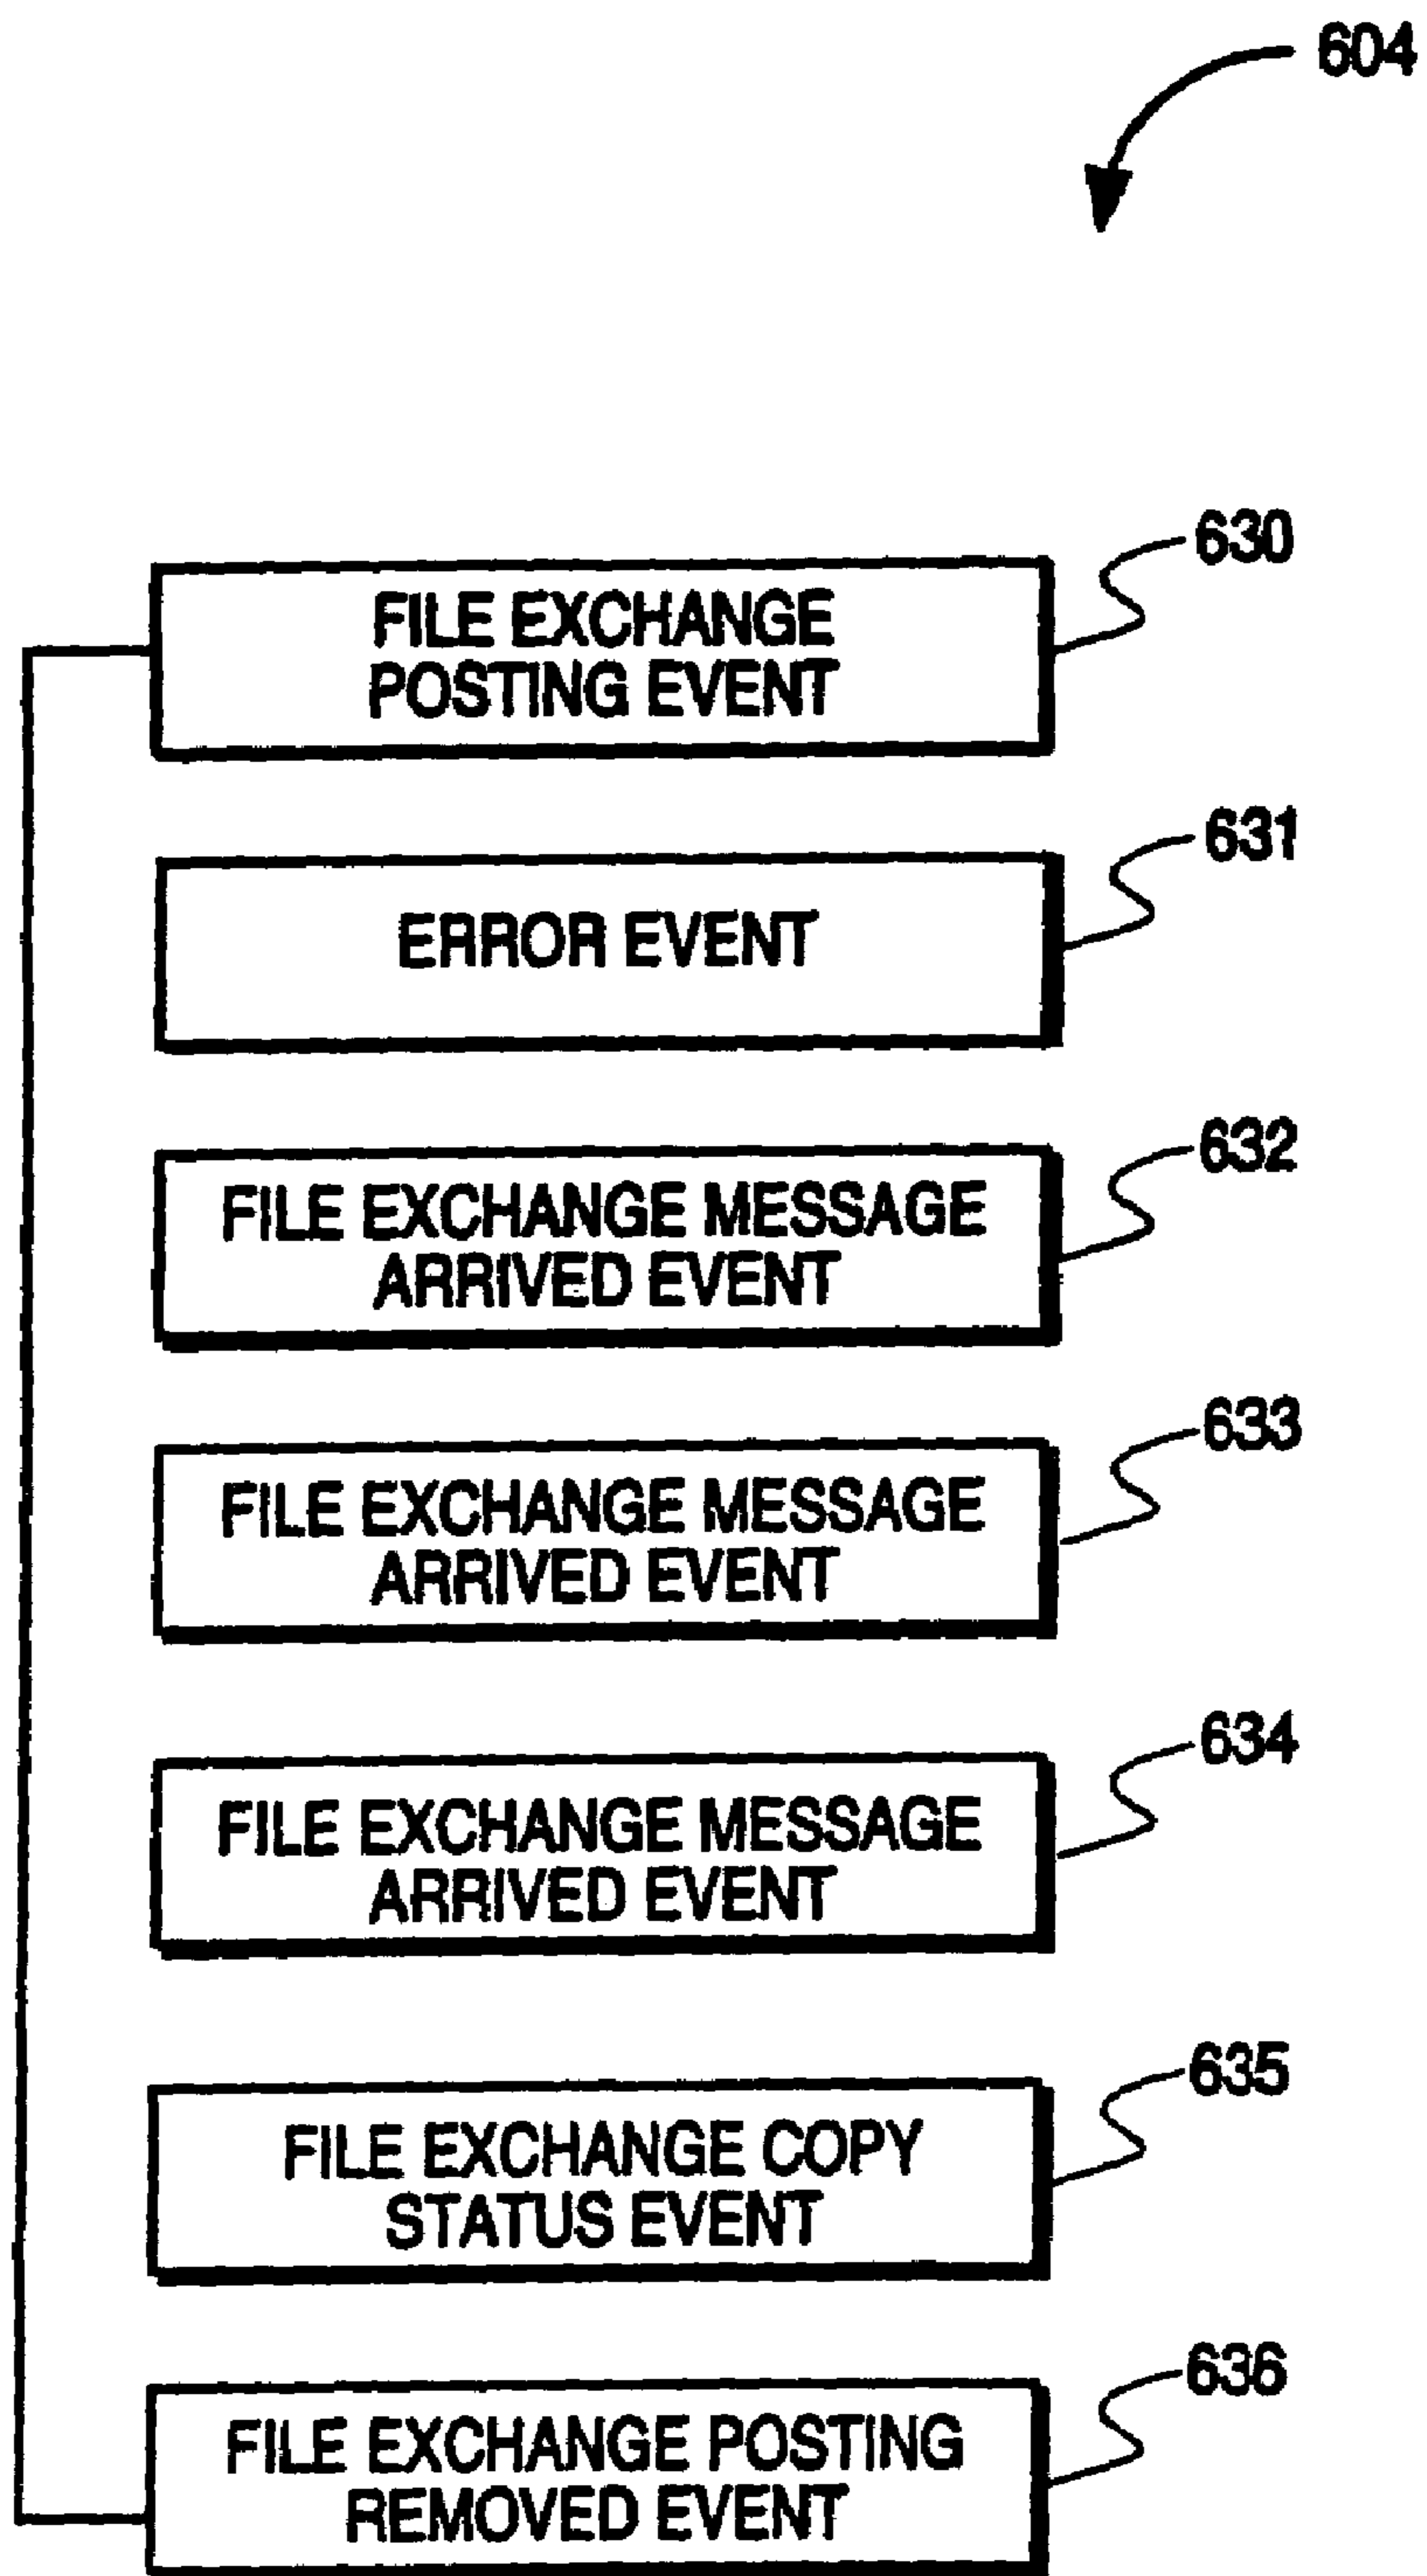 604
630
FILE EXCHANGE
POSTING EVENT
631
ERROR EVENT
632
FILE EXCHANGE MESSAGE
ARRIVED EVENT
633
FILE EXCHANGE MESSAGE
ARRIVED EVENT
634
FILE EXCHANGE MESSAGE
ARRIVED EVENT
635
FILE EXCHANGE COPY
STATUS EVENT
636
FILE EXCHANGE POSTING
REMOVED EVENT